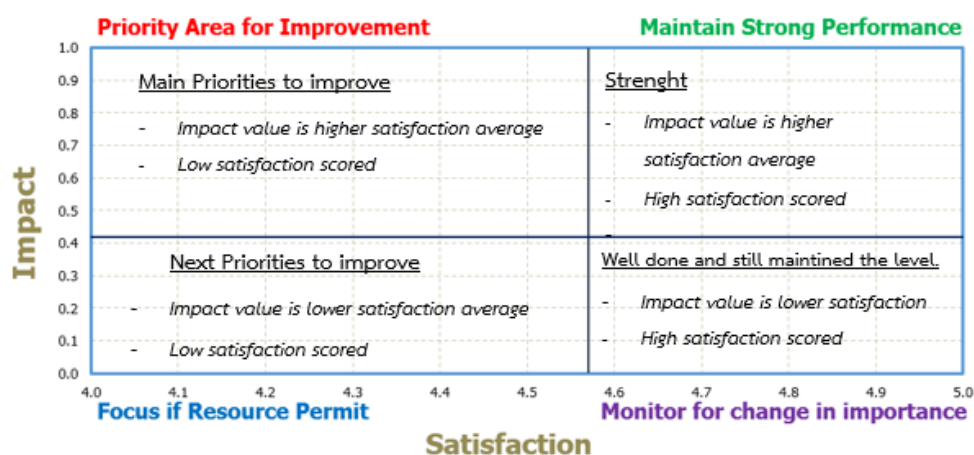 Priority Area for Improvement
Maintain Strong Performance
1.0
0.9
0.8
0.7
0.6
0.5
0.4
0.3
0.2
0.1
0.0
Impact
Main Priorities to improve
- Impact value is higher satisfaction average
- Low satisfaction scored
Strenght
- Impact value is higher
satisfaction average
- High satisfaction scored
-
Next Priorities to improve
- Impact value is lower satisfaction average
- Low satisfaction scored
Well done and still maintined the level.
- Impact value is lower satisfaction
- High satisfaction scored
4.0 4.1 4.2 4.3 4.4 4.5 4.6 4.7 4.8 4.9 5.0
Focus if Resource Permit
Monitor for change in importance
Satisfaction